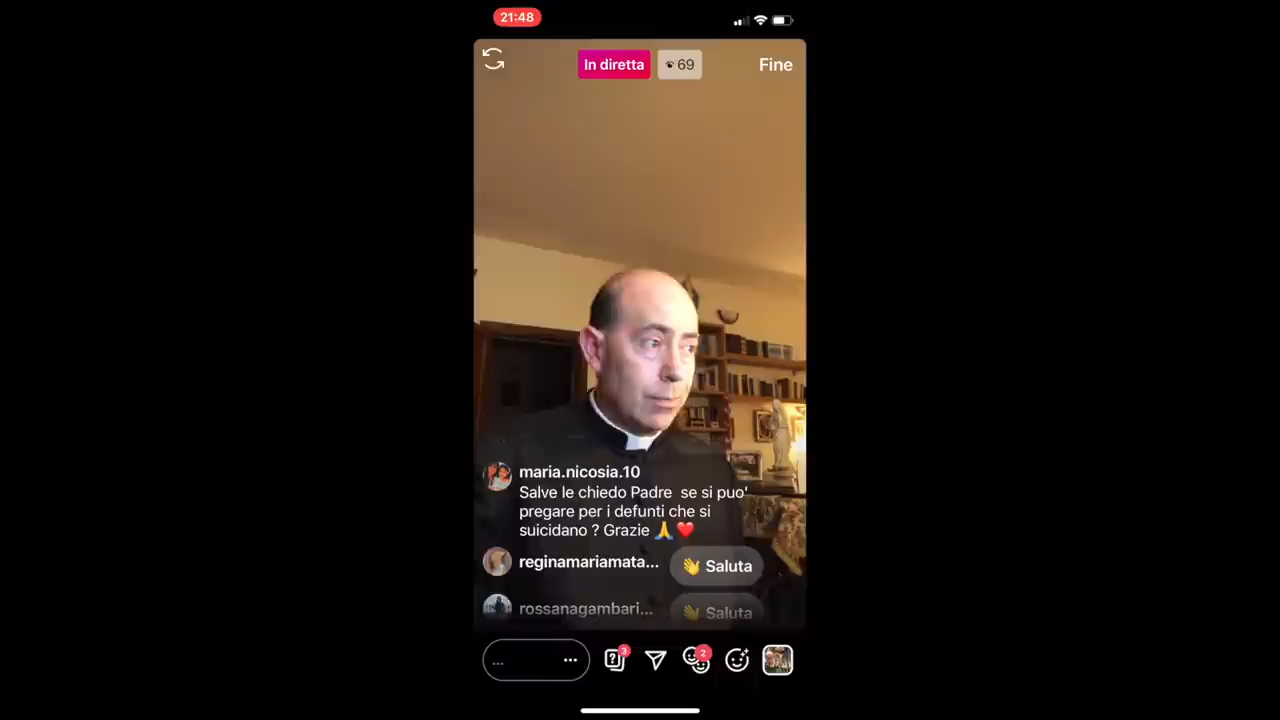 21:48
In diretta
69
Fine
maria.nicosia.10
Salve le chiedo Padre se si puo'
pregare per i defunti che si
suicidano ? Grazie 🙏❤️
reginamariamata...
👋 Saluta
rossanagambari...
👋 Saluta
...
3
2